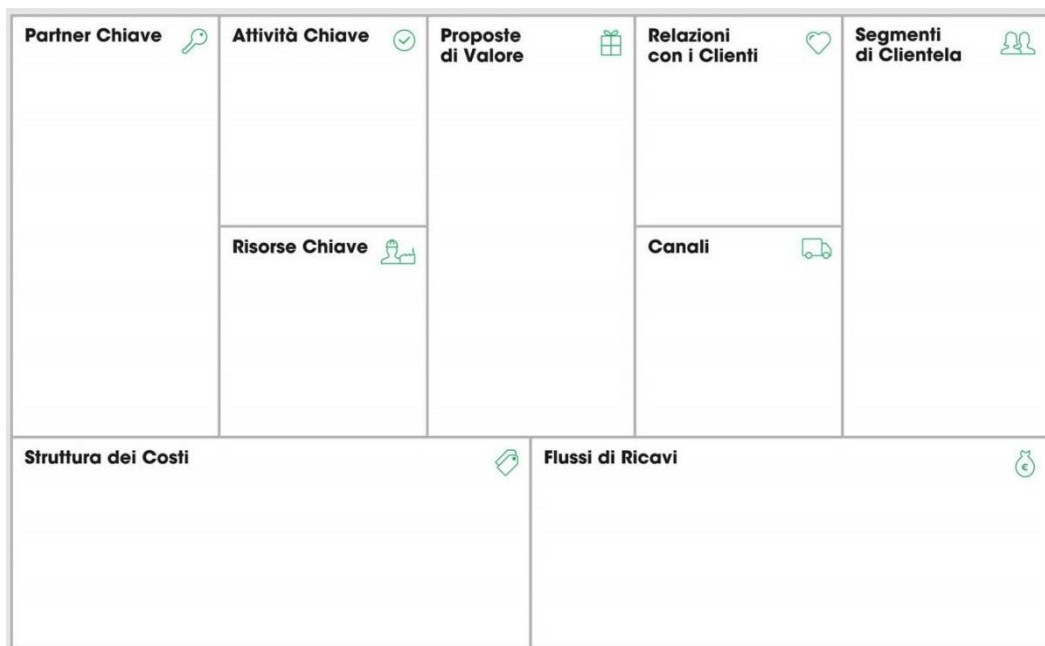 Partner Chiave
Attività Chiave
Proposte
di Valore
Relazioni
con i Clienti
Segmenti
di Clientela
Risorse Chiave
Canali
Struttura dei Costi
Flussi di Ricavi
€